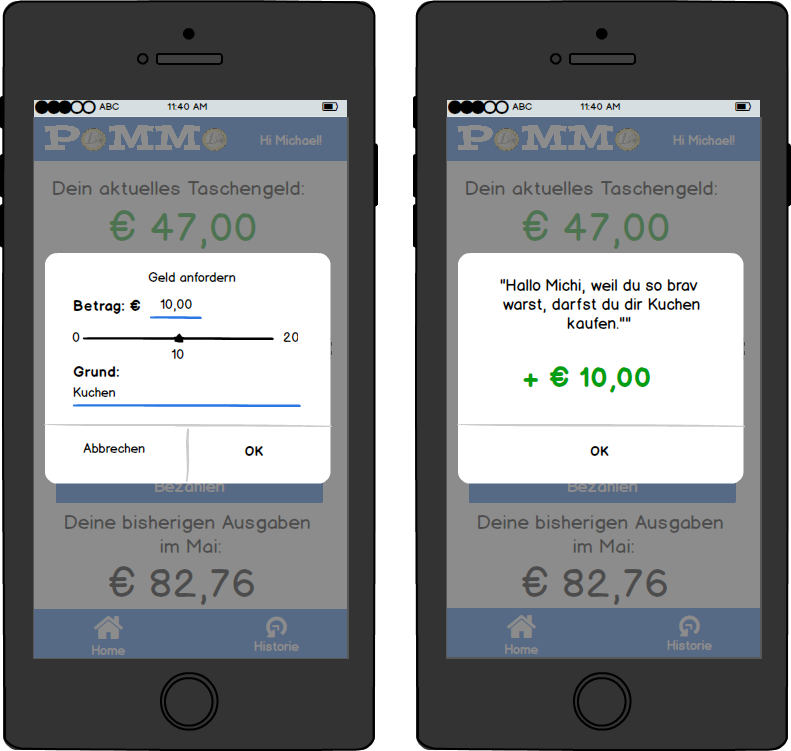 ABC 11:40 AM
POMMO Hi Michael!
Dein aktuelles Taschengeld:
€ 47,00
Geld anfordern
Betrag: € 10,00
0 20
10
Grund:
Kuchen
Abbrechen OK
Bezahlen
Deine bisherigen Ausgaben
im Mai:
€ 82,76
Home Historie
ABC 11:40 AM
POMMO Hi Michael!
Dein aktuelles Taschengeld:
€ 47,00
"Hallo Michi, weil du so brav
warst, darfst du dir Kuchen
kaufen.""
+ € 10,00
OK
Bezahlen
Deine bisherigen Ausgaben
im Mai:
€ 82,76
Home Historie